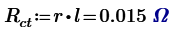 R_ct := r • l = 0.015 Ω